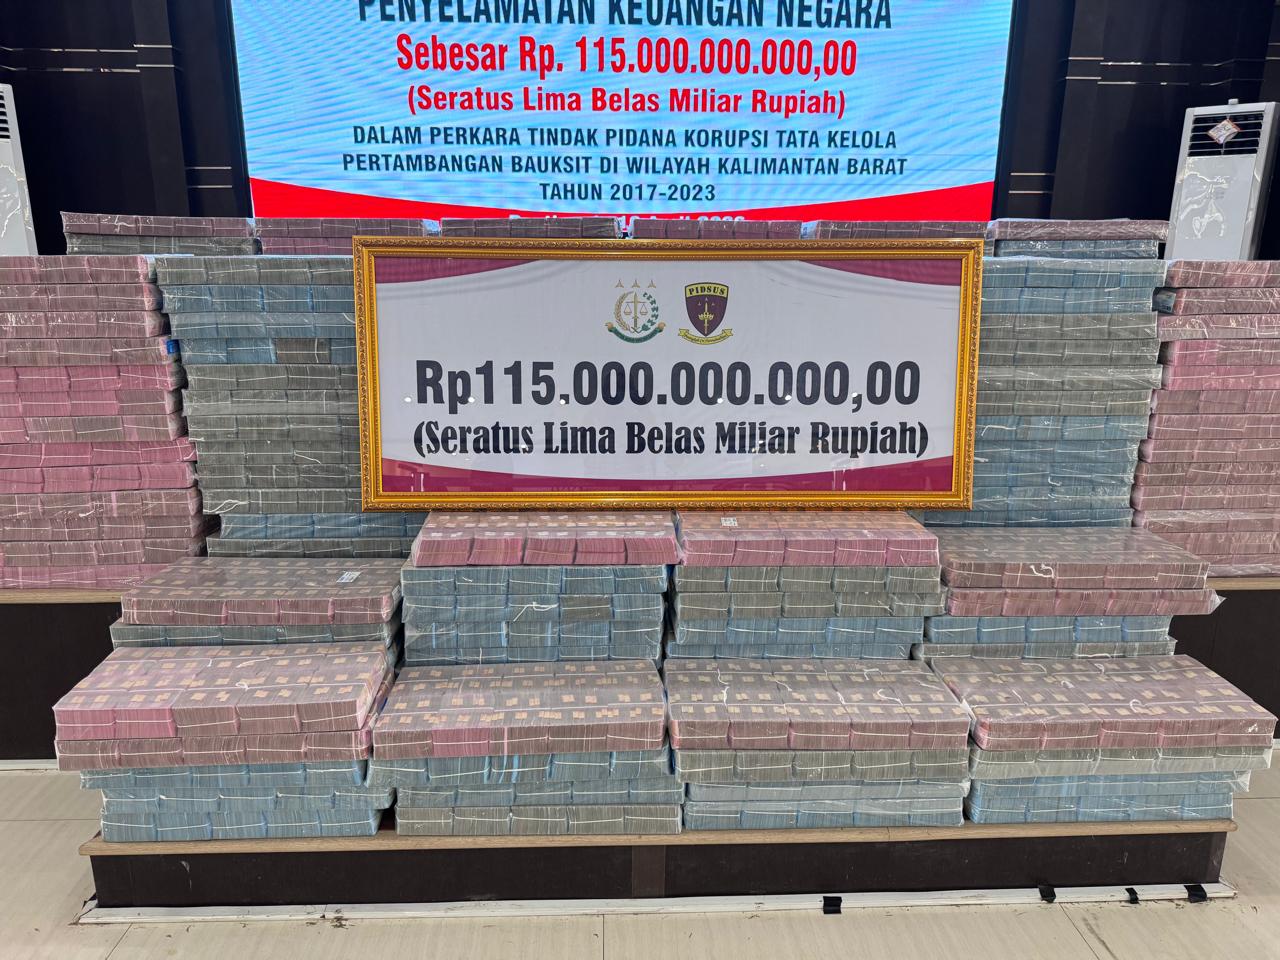 PENYELAMATAN KEUANGAN NEGARA
Sebesar Rp. 115.000.000.000,00
(Seratus Lima Belas Miliar Rupiah)
DALAM PERKARA TINDAK PIDANA KORUPSI TATA KELOLA
PERTAMBANGAN BAUKSIT DI WILAYAH KALIMANTAN BARAT
TAHUN 2017-2023
PIDSUS
Rp115.000.000.000,00
(Seratus Lima Belas Miliar Rupiah)